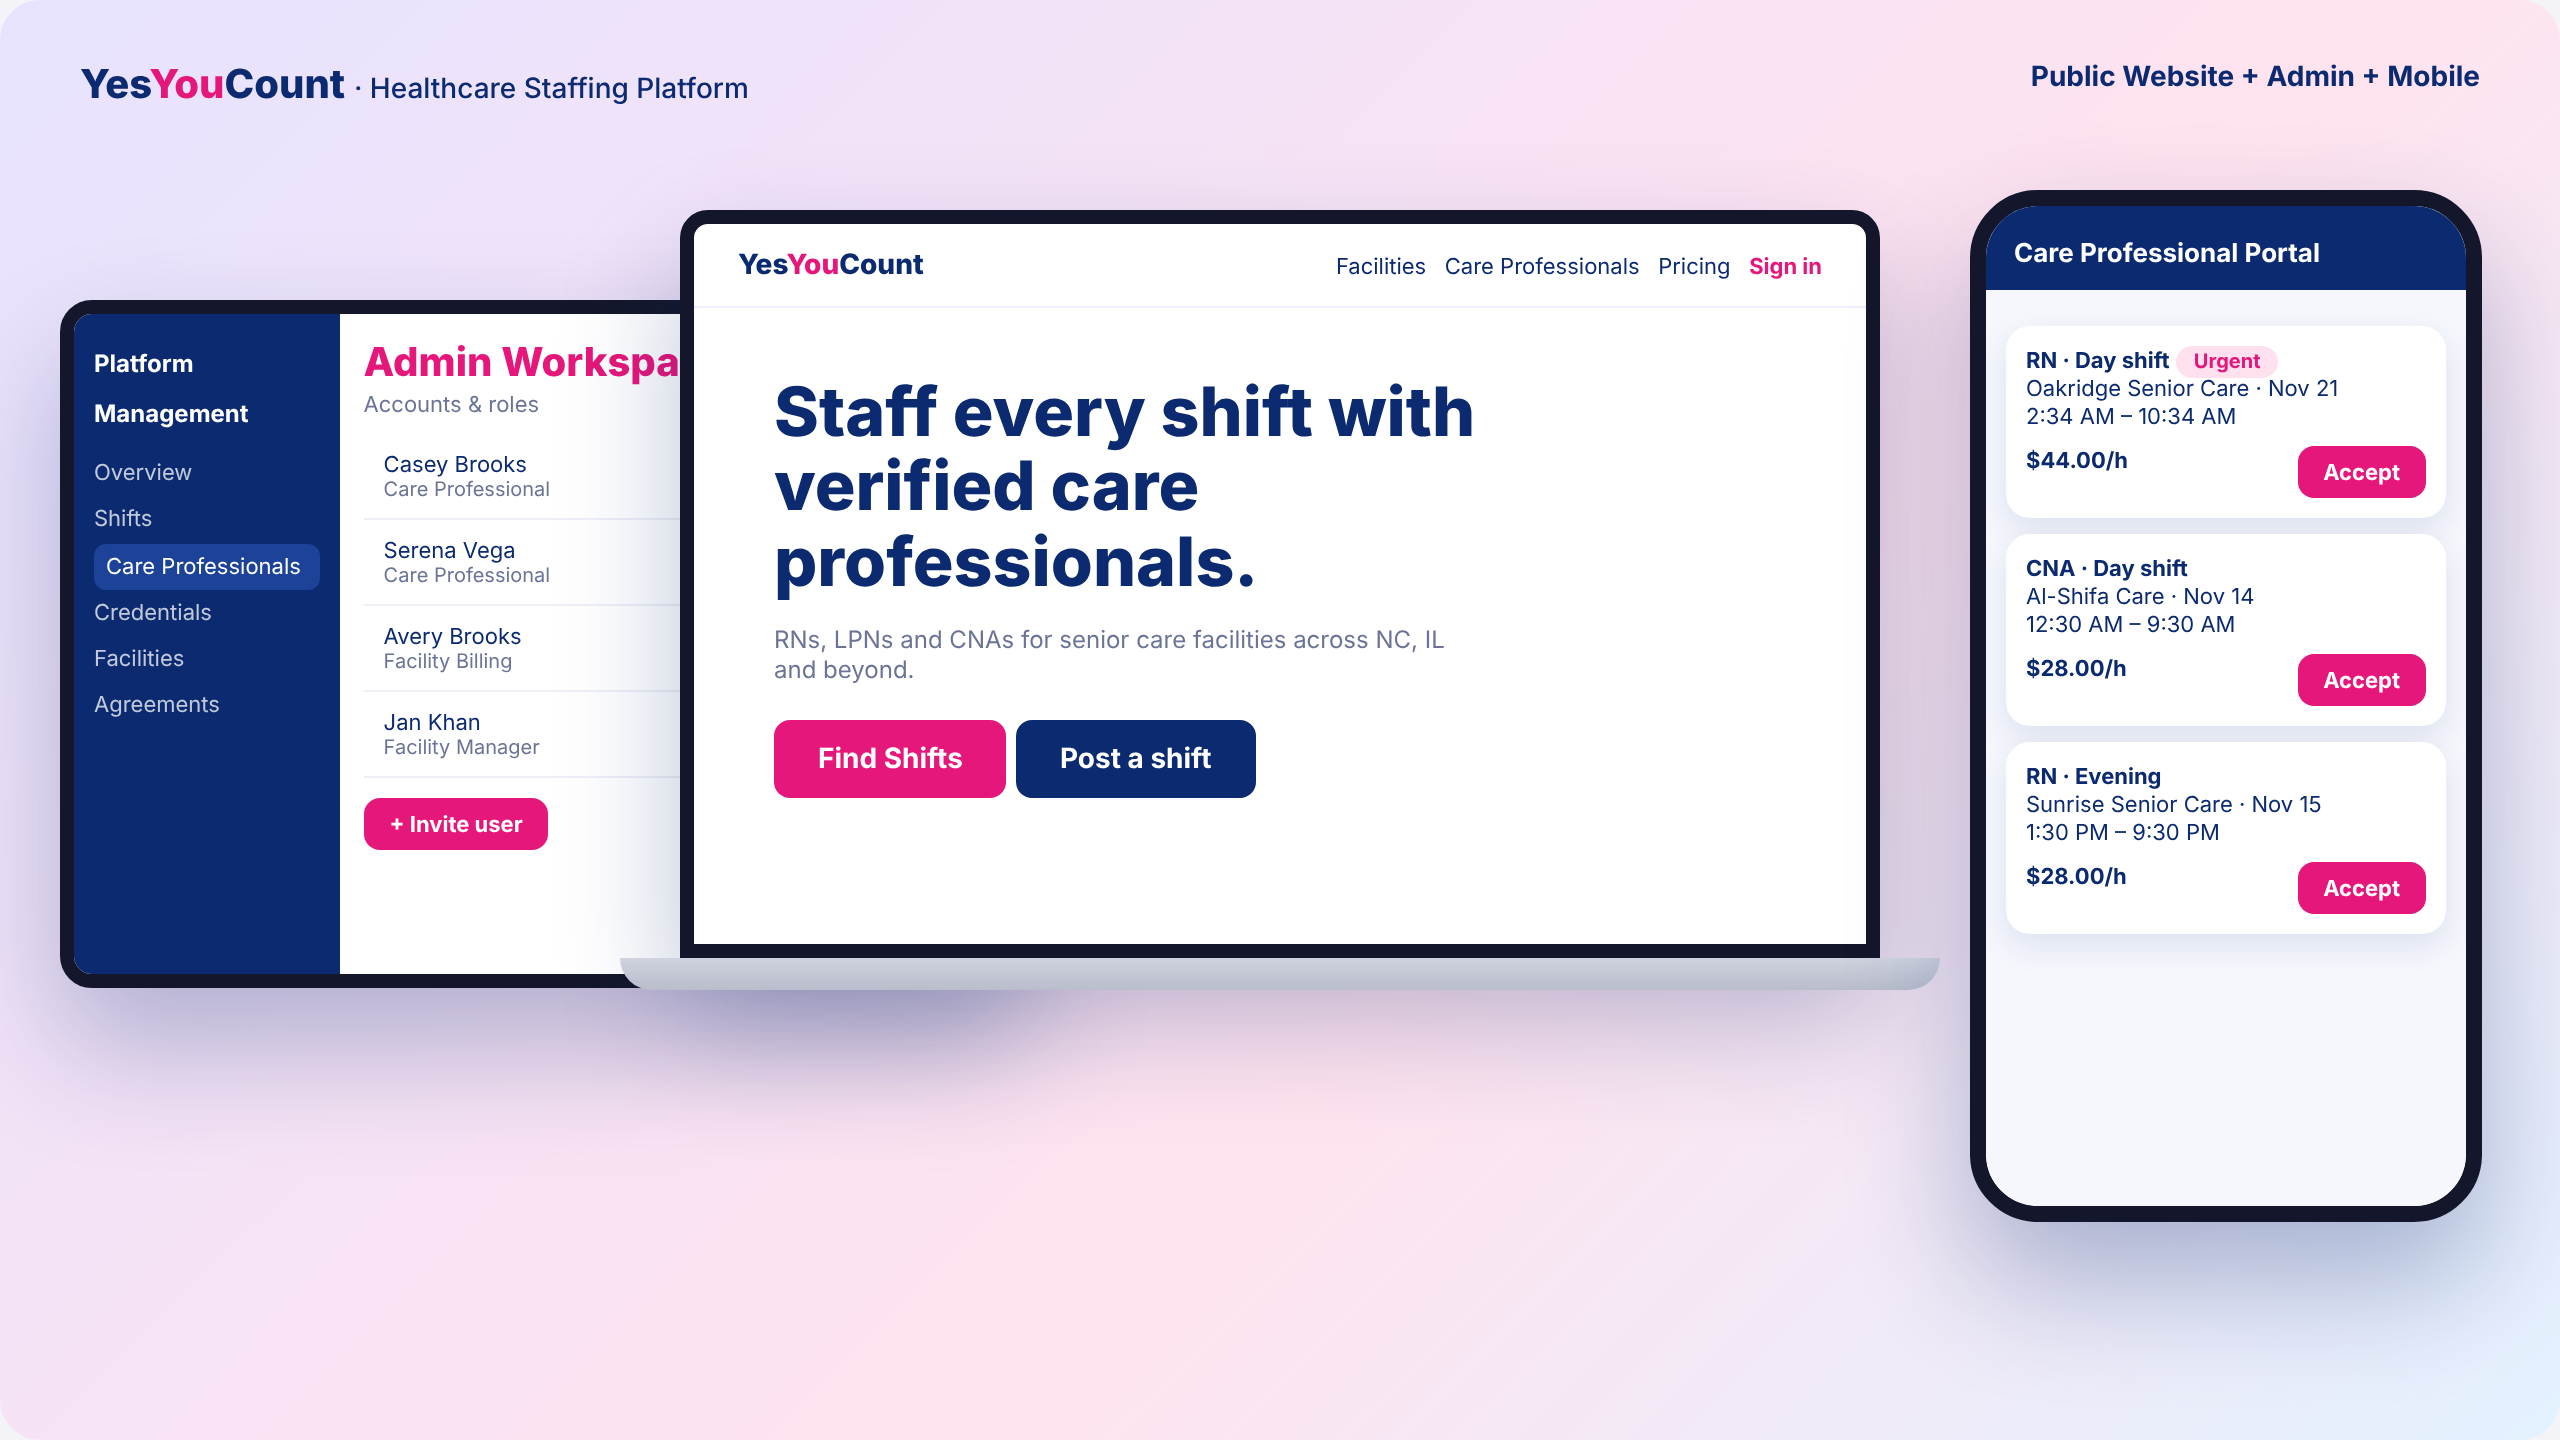 YesYouCount · Healthcare Staffing Platform
Public Website + Admin + Mobile
Platform
Management
Overview
Shifts
Care Professionals
Credentials
Facilities
Agreements
Admin Workspa
Accounts & roles
Casey Brooks
Care Professional
Serena Vega
Care Professional
Avery Brooks
Facility Billing
Jan Khan
Facility Manager
+ Invite user
YesYouCount
Facilities Care Professionals Pricing Sign in
Staff every shift with
verified care
professionals.
RNs, LPNs and CNAs for senior care facilities across NC, IL
and beyond.
Find Shifts
Post a shift
Care Professional Portal
RN · Day shift Urgent
Oakridge Senior Care · Nov 21
2:34 AM – 10:34 AM
$44.00/h
Accept
CNA · Day shift
Al-Shifa Care · Nov 14
12:30 AM – 9:30 AM
$28.00/h
Accept
RN · Evening
Sunrise Senior Care · Nov 15
1:30 PM – 9:30 PM
$28.00/h
Accept